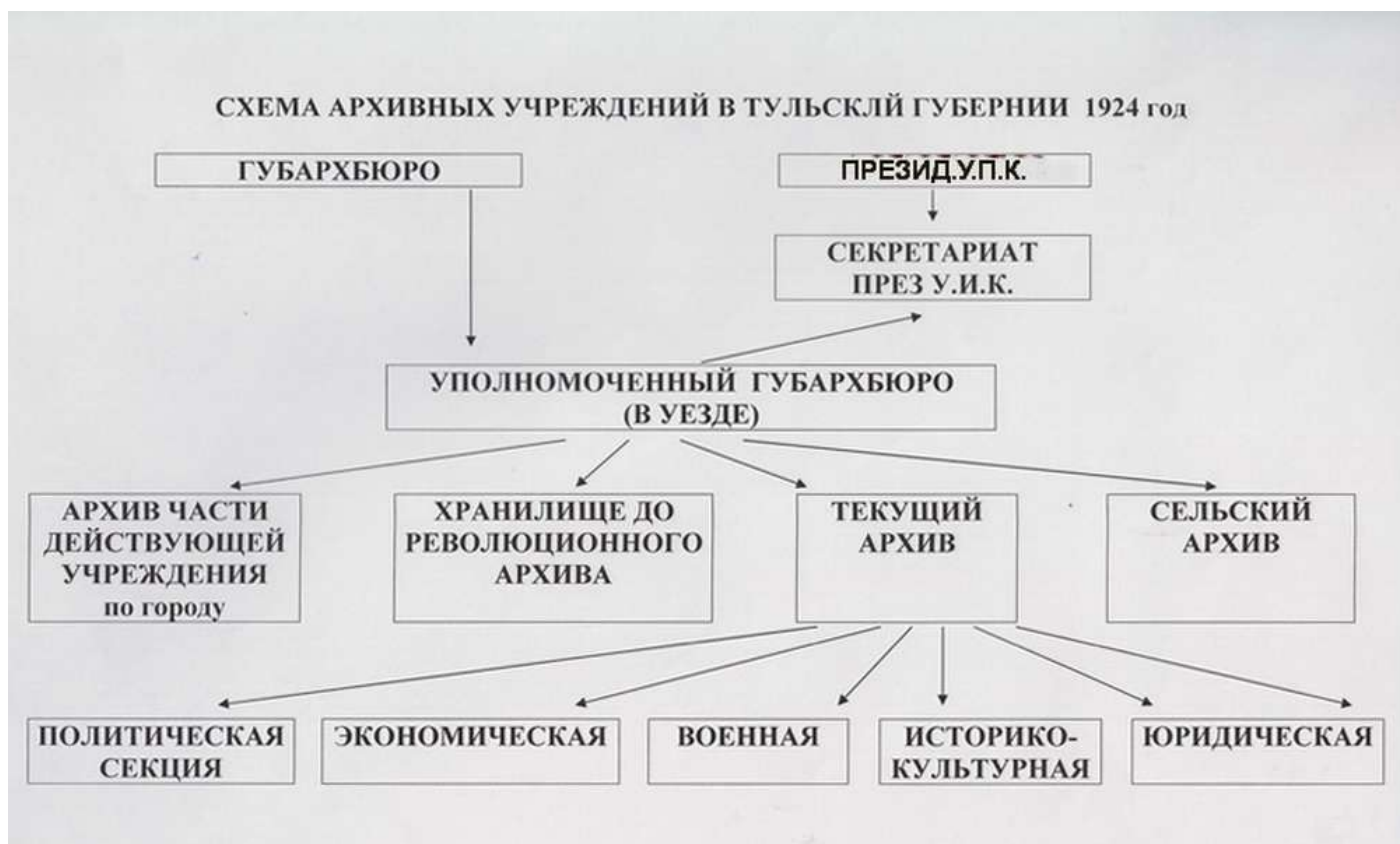 СХЕМА АРХИВНЫХ УЧРЕЖДЕНИЙ В ТУЛЬСКЛЙ ГУБЕРНИИ 1924 год
ГУБАРХБЮРО
ПРЕЗИД.У.П.К.
СЕКРЕТАРИАТ
ПРЕЗ У.И.К.
УПОЛНОМОЧЕННЫЙ ГУБАРХБЮРО
(В УЕЗДЕ)
АРХИВ ЧАСТИ
ДЕЙСТВУЮЩЕЙ
УЧРЕЖДЕНИЯ
по городу
ХРАНИЛИЩЕ ДО
РЕВОЛЮЦИОННОГО
АРХИВА
ТЕКУЩИЙ
АРХИВ
СЕЛЬСКИЙ
АРХИВ
ПОЛИТИЧЕСКАЯ
СЕКЦИЯ
ЭКОНОМИЧЕСКАЯ
ВОЕННАЯ
ИСТОРИКО-
КУЛЬТУРНАЯ
ЮРИДИЧЕСКАЯ